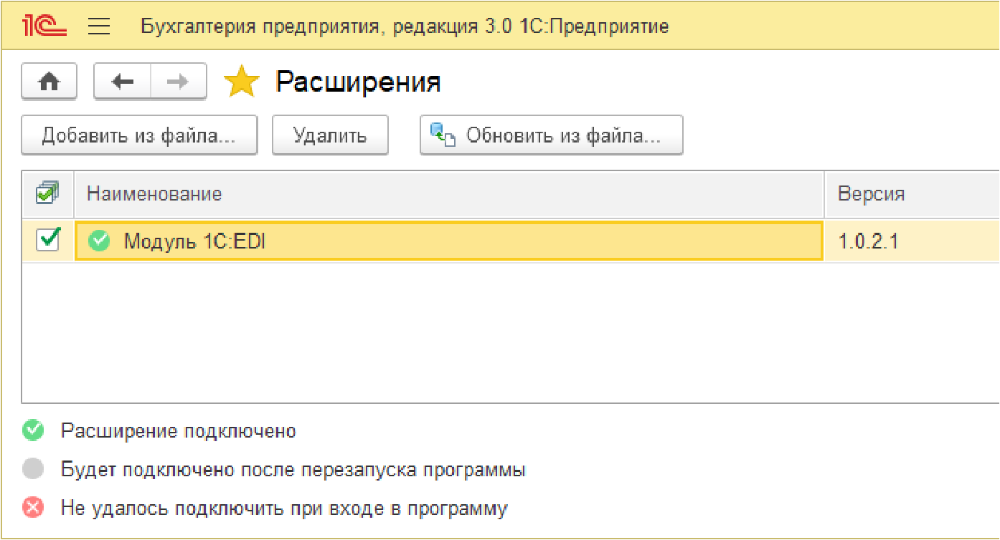 1С Бухгалтерия предприятия, редакция 3.0 1С:Предприятие
Расширения
Добавить из файла... Удалить Обновить из файла...
Наименование Версия
Модуль 1С:EDI 1.0.2.1
Расширение подключено
Будет подключено после перезапуска программы
Не удалось подключить при входе в программу